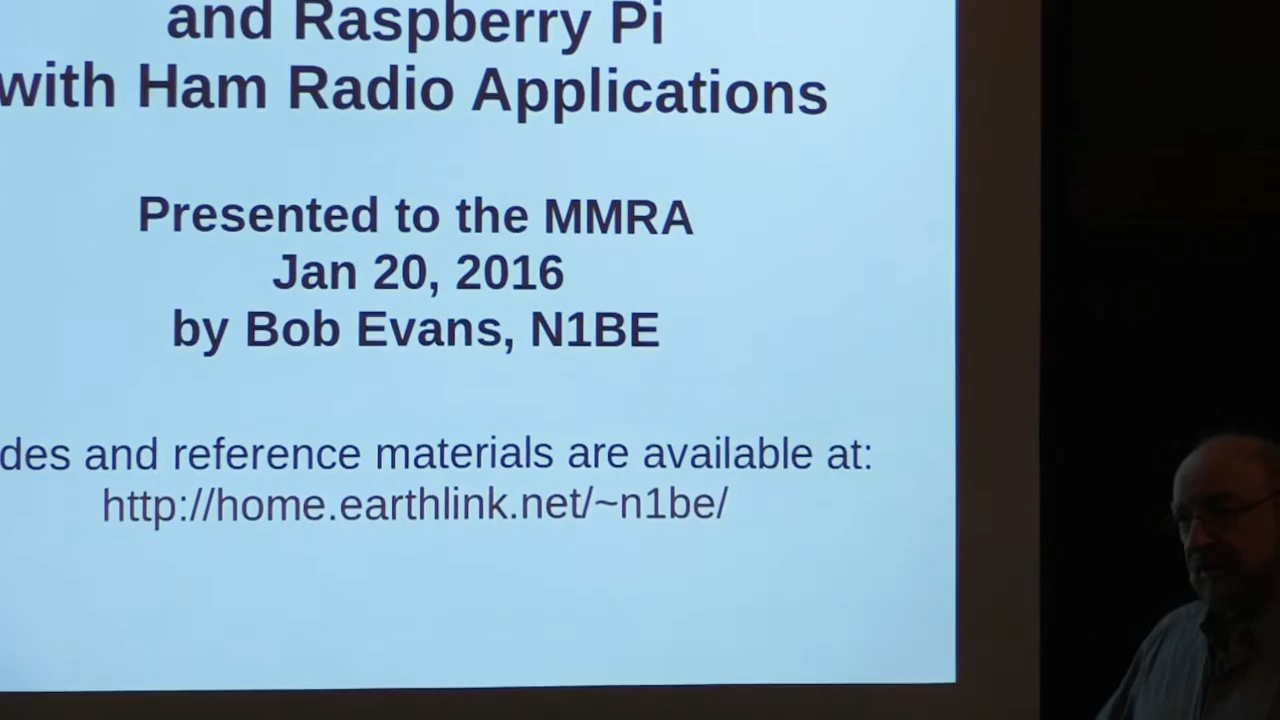 and Raspberry Pi
with Ham Radio Applications
Presented to the MMRA
Jan 20, 2016
by Bob Evans, N1BE
des and reference materials are available at:
http://home.earthlink.net/~n1be/